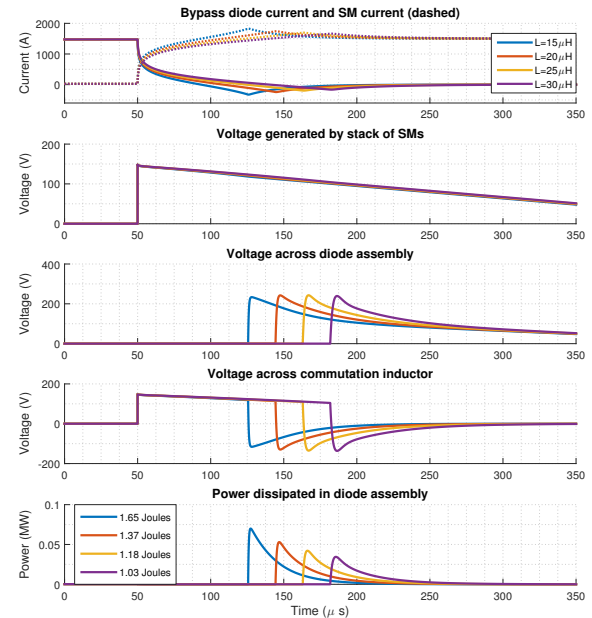 Bypass diode current and SM current (dashed)
Current (A)
2000
1000
0
L=15μH
L=20μH
L=25μH
L=30μH
0 50 100 150 200 250 300 350
Voltage generated by stack of SMs
Voltage (V)
200
100
0
0 50 100 150 200 250 300 350
Voltage across diode assembly
Voltage (V)
400
200
0
0 50 100 150 200 250 300 350
Voltage across commutation inductor
Voltage (V)
200
0
-200
0 50 100 150 200 250 300 350
Power dissipated in diode assembly
Power (MW)
0.1
0.05
0
1.65 Joules
1.37 Joules
1.18 Joules
1.03 Joules
0 50 100 150 200 250 300 350
Time (μ s)